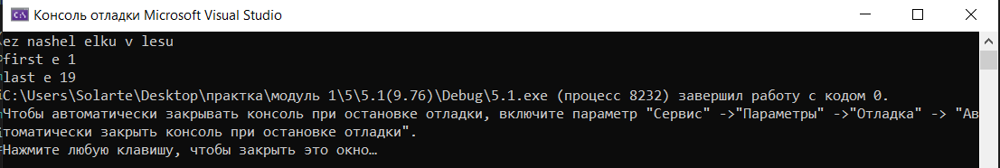 Консоль отладки Microsoft Visual Studio
ez nashel elku v lesu
first e 1
last e 19
C:\Users\Solarte\Desktop\практка\модуль 1\5\5.1(9.76)\Debug\5.1.exe (процесс 8232) завершил работу с кодом 0.
Чтобы автоматически закрывать консоль при остановке отладки, включите параметр "Сервис" ->"Параметры" ->"Отладка" -> "Ав
томатически закрыть консоль при остановке отладки".
Нажмите любую клавишу, чтобы закрыть это окно…